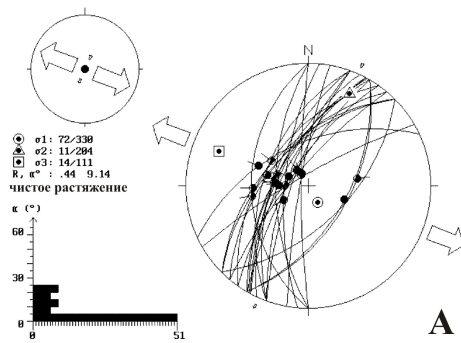 N
σ1: 72/330
σ2: 11/204
σ3: 14/111
R, α° : .44 9.14
чистое растяжение
α (°)
60
30
0
0 51
A